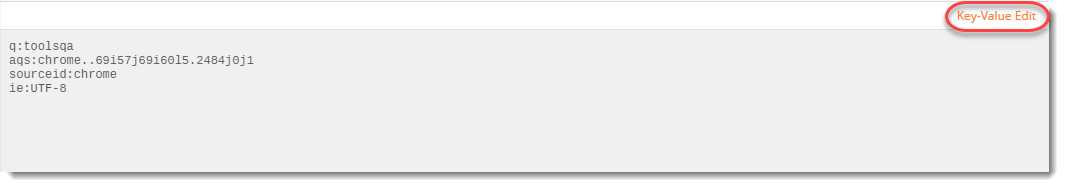 Key-Value Edit
q:toolsqa
aqs:chrome..69i57j69i60l5.2484j0j1
sourceid:chrome
ie:UTF-8